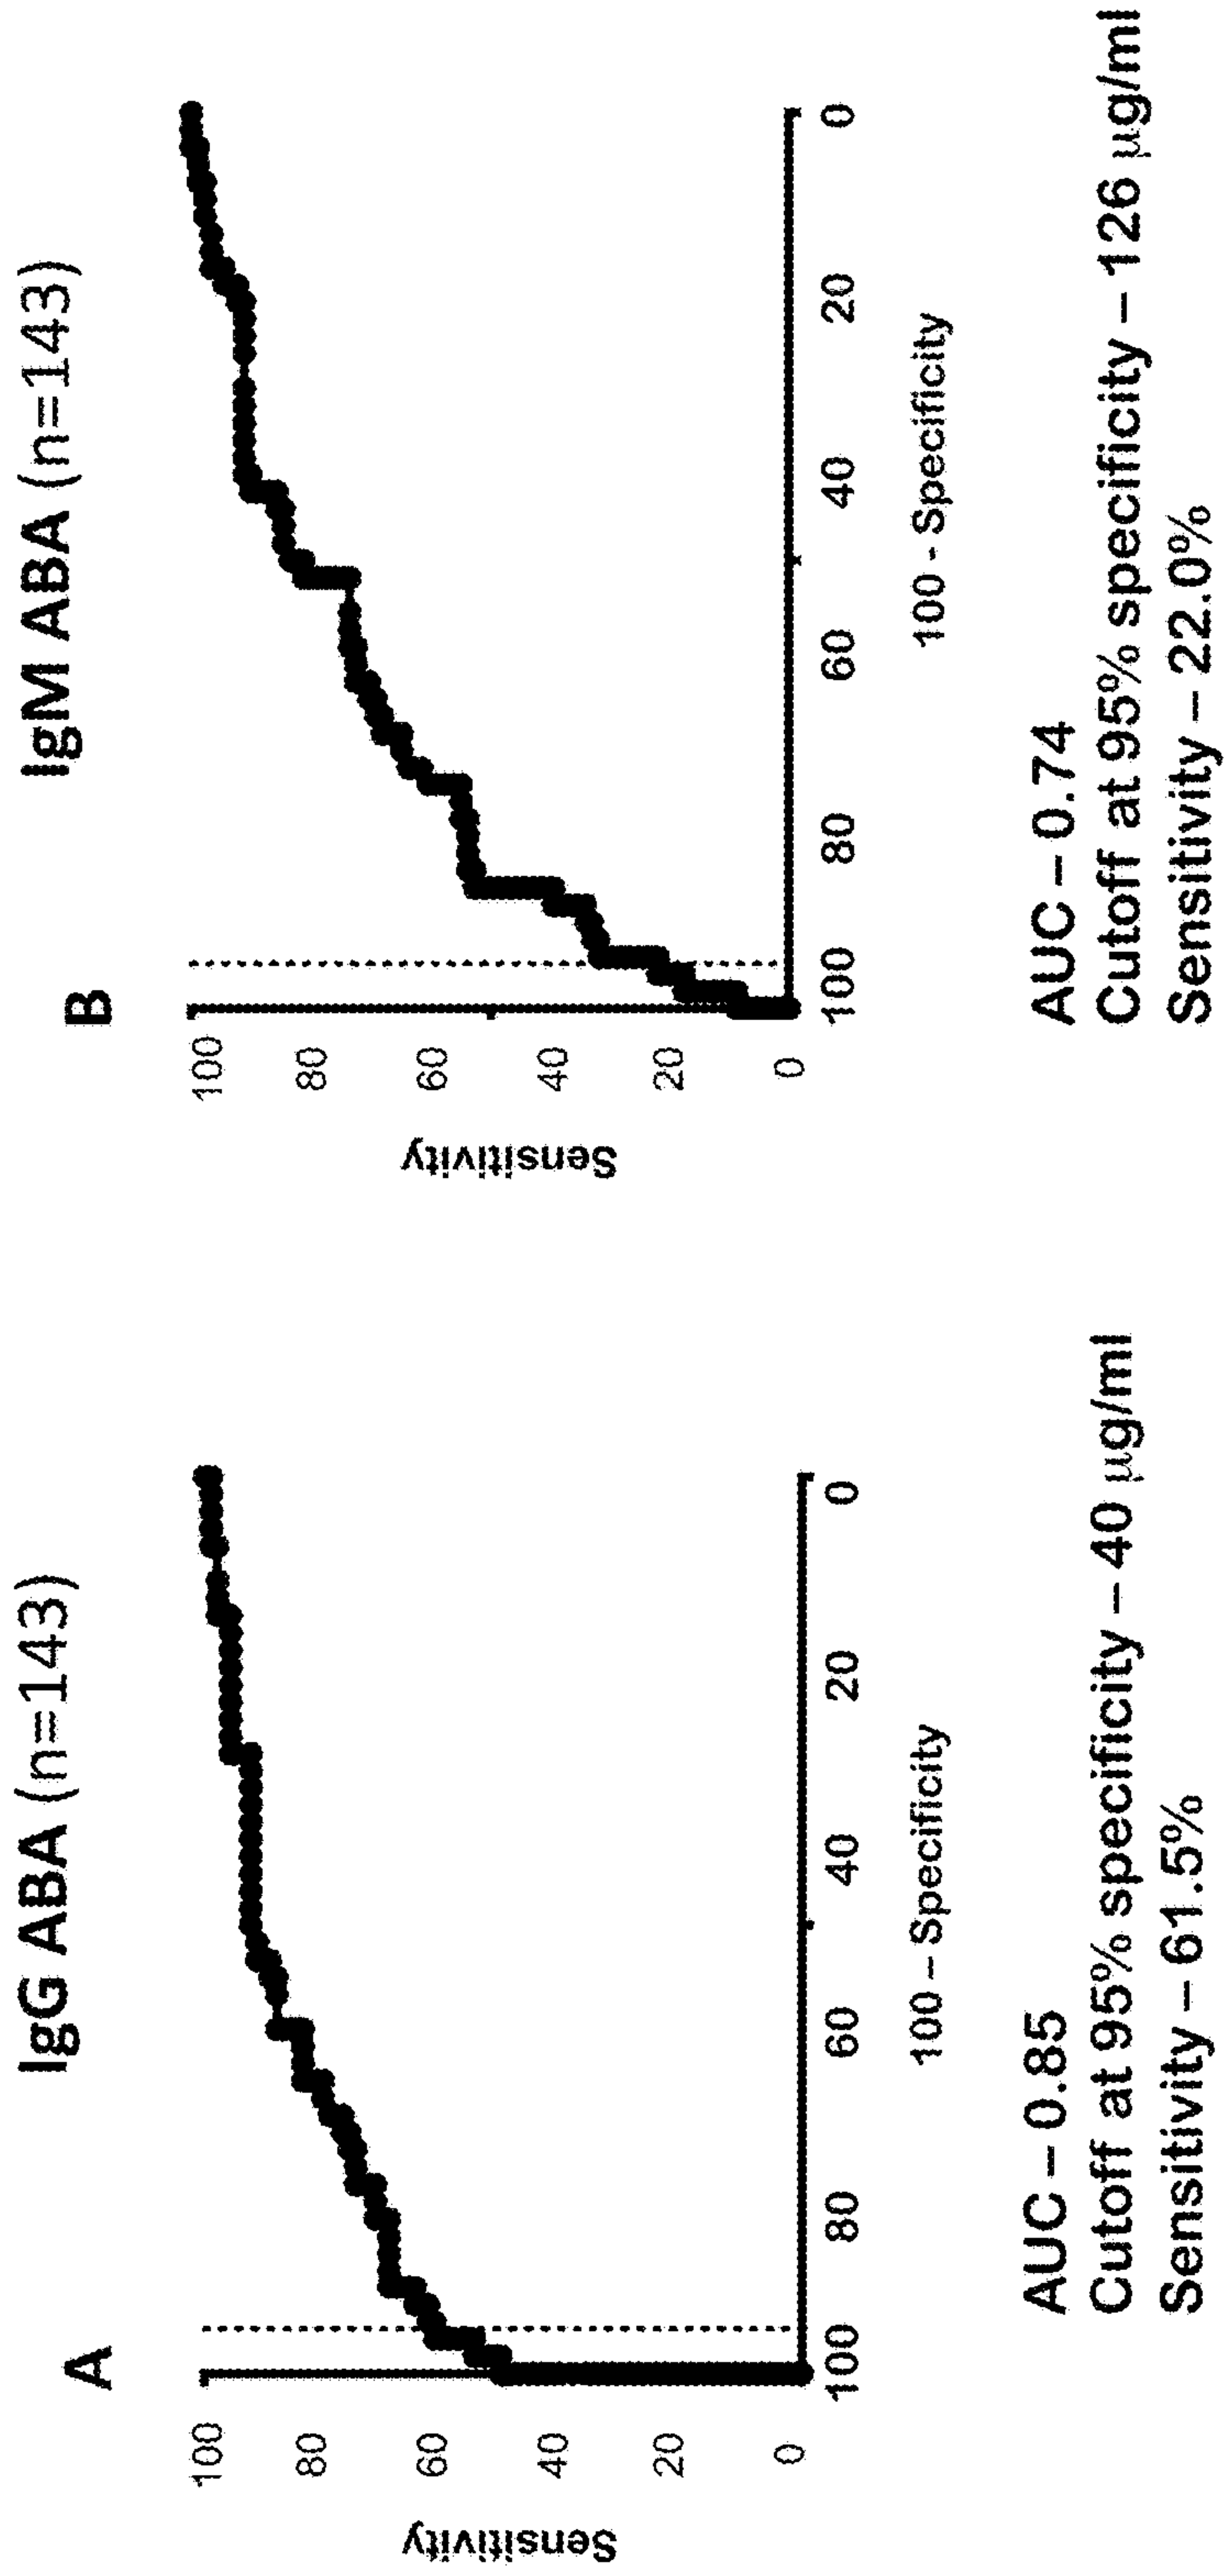 A
IgG ABA (n=143)
Sensitivity
100
80
60
40
20
0
100
80
60
40
20
0
100 – Specificity
AUC – 0.85
Cutoff at 95% specificity – 40 µg/ml
Sensitivity – 61.5%
B
IgM ABA (n=143)
Sensitivity
100
80
60
40
20
0
100
80
60
40
20
0
100 - Specificity
AUC – 0.74
Cutoff at 95% specificity – 126 µg/ml
Sensitivity – 22.0%